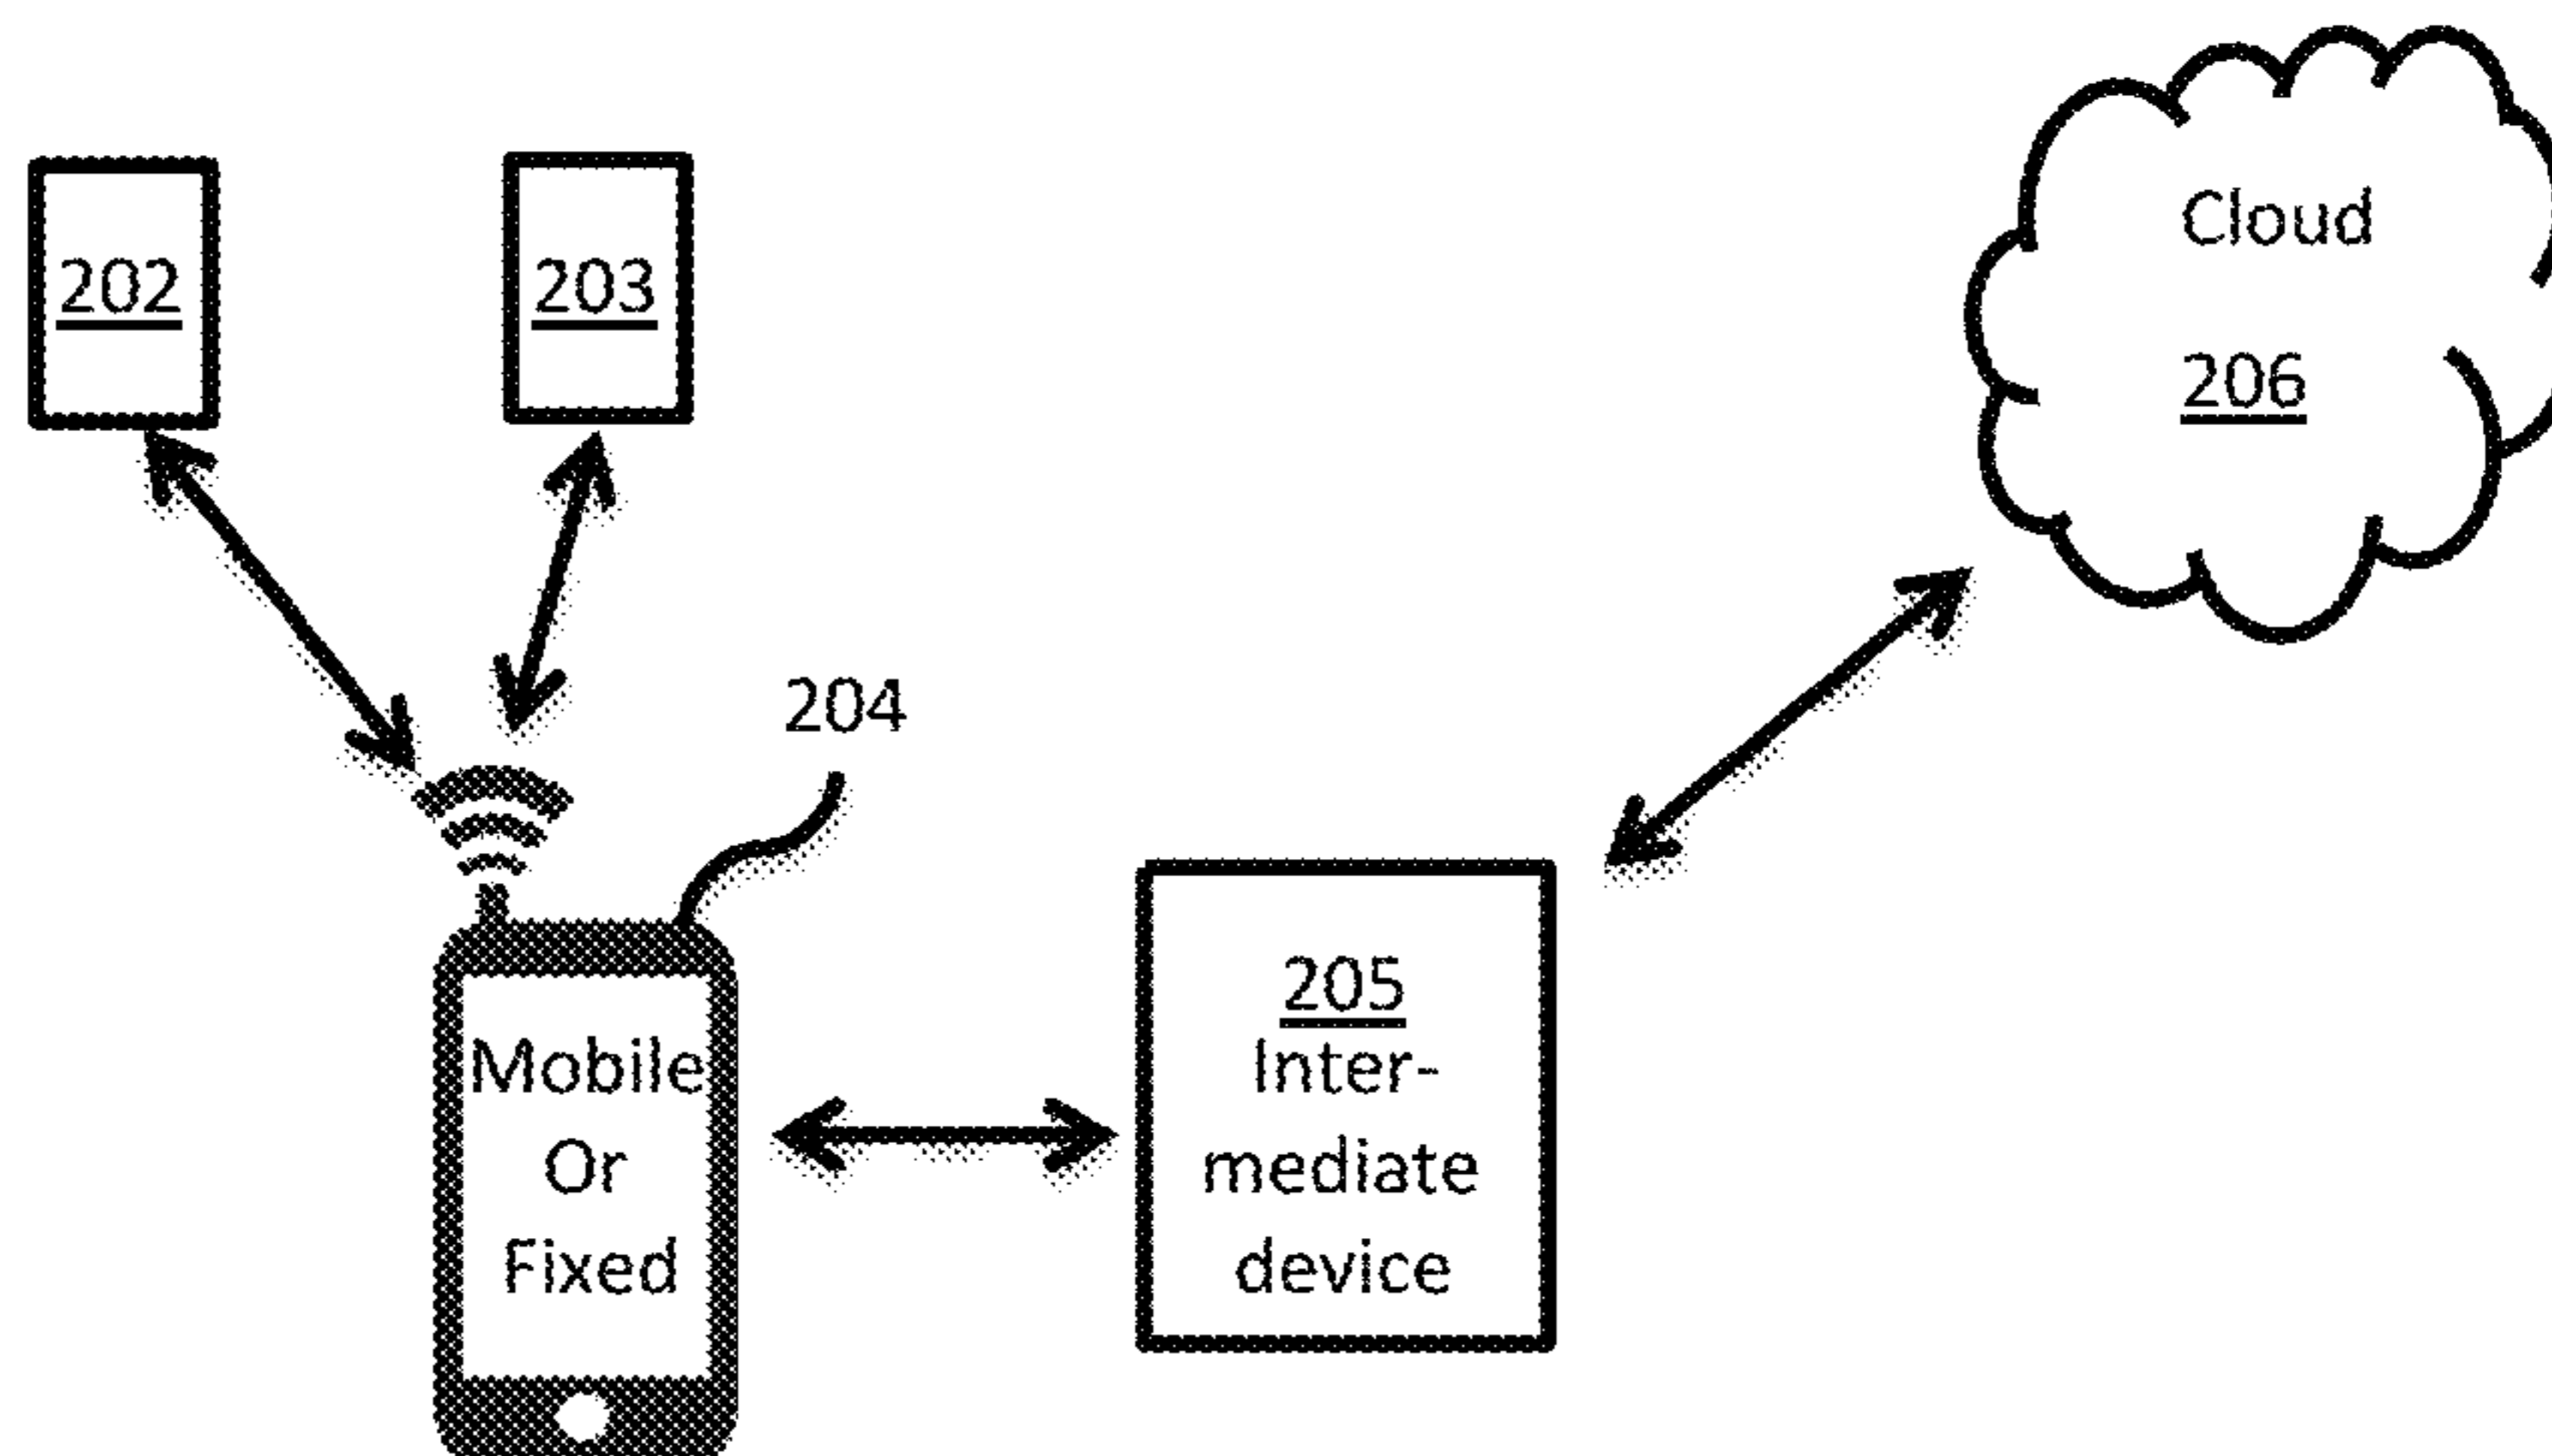 202
203
Cloud
206
204
Mobile
Or
Fixed
205
Inter-
mediate
device